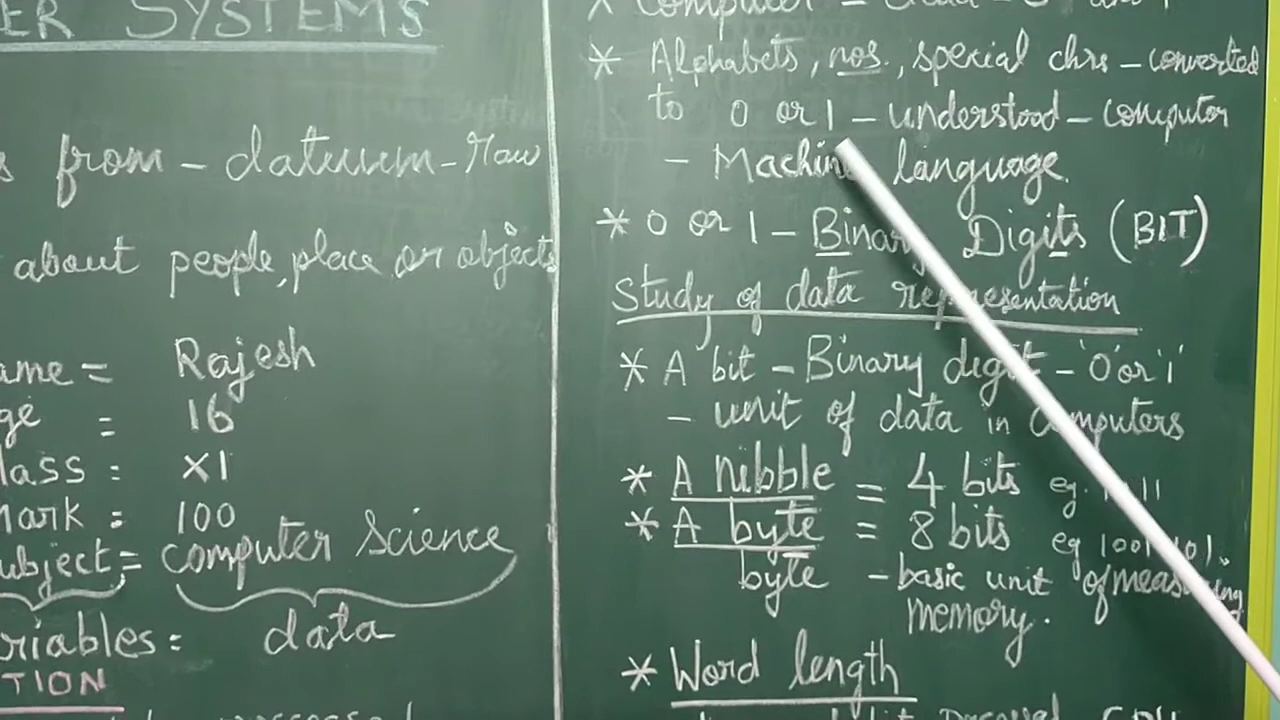 ER SYSTEMS
s from - datuum - raw
about people, place or objects
ame = Rajesh
ge = 16
lass = XI
Mark = 100
ubject = computer science
riables = data
TION
* Computer -
* Alphabets, nos., special chrs - converted
to 0 or 1 - understood - computer
- Machine language.
* 0 or 1 - Binary Digits (BIT)
Study of data representation
* A bit - Binary digit - '0' or '1'
- unit of data in computers
* A nibble = 4 bits eg.
* A byte = 8 bits eg
byte - basic unit of measuring
memory.
* Word length